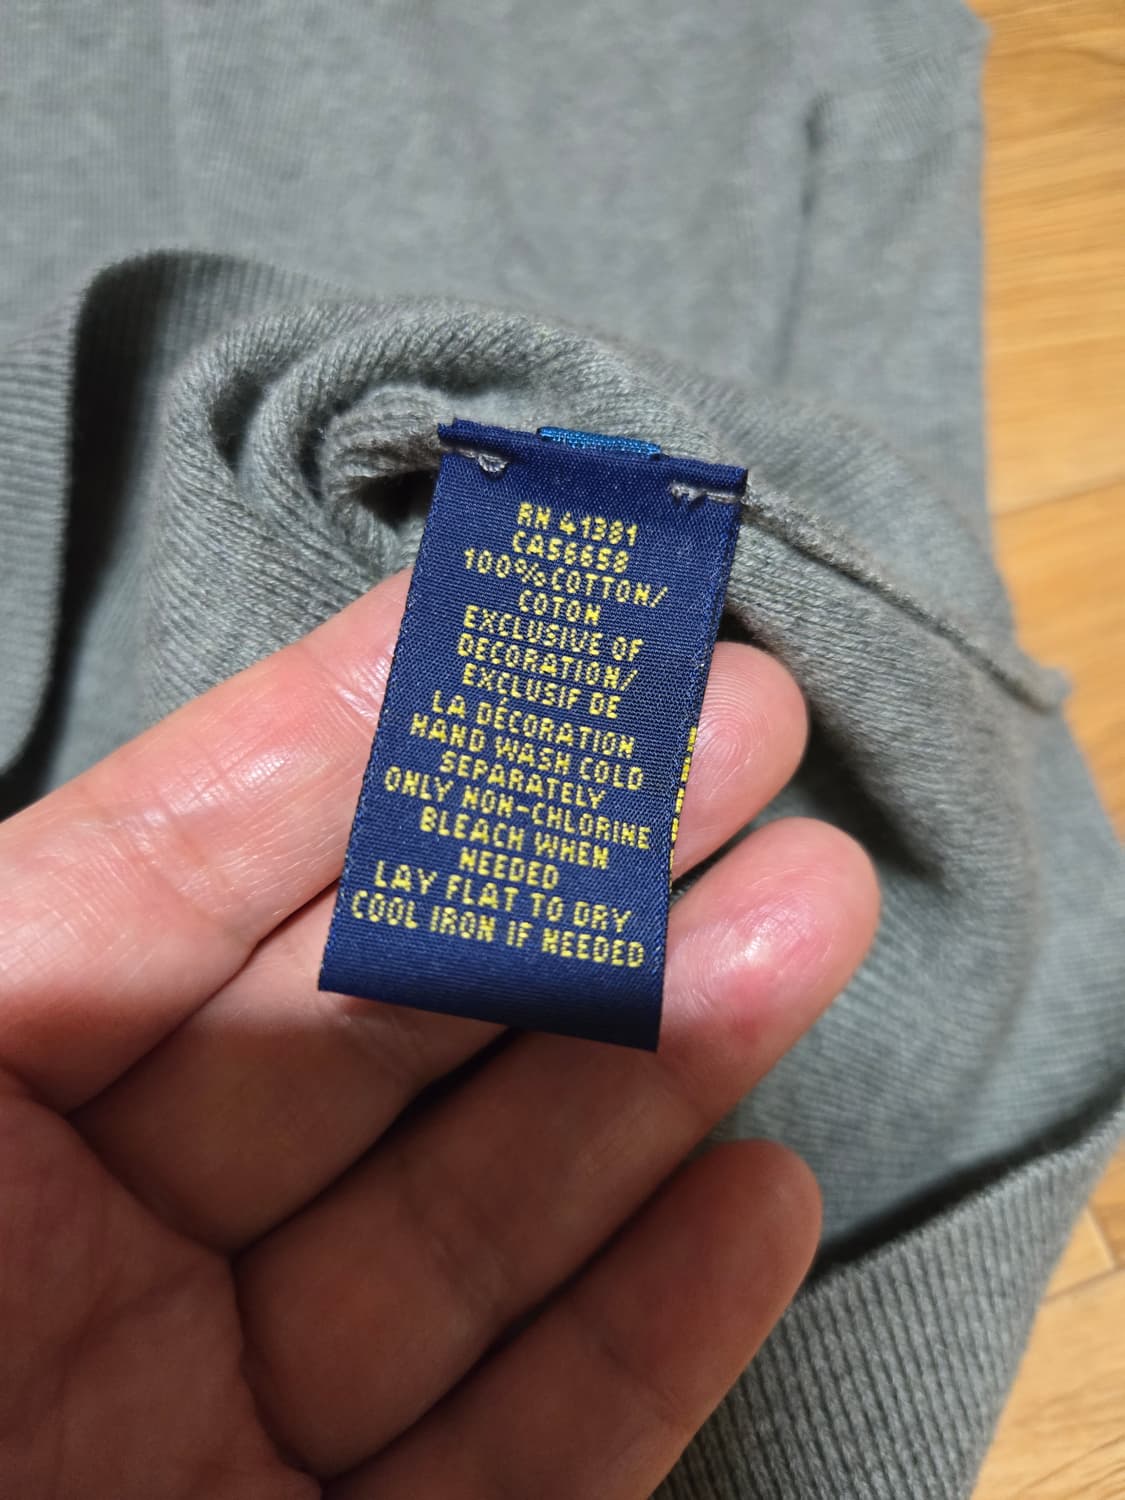 RN 41381
CA56658
100% COTTON/
COTON
EXCLUSIVE OF
DECORATION/
EXCLUSIF DE
LA DÉCORATION
HAND WASH COLD
SEPARATELY
ONLY NON-CHLORINE
BLEACH WHEN
NEEDED
LAY FLAT TO DRY
COOL IRON IF NEEDED